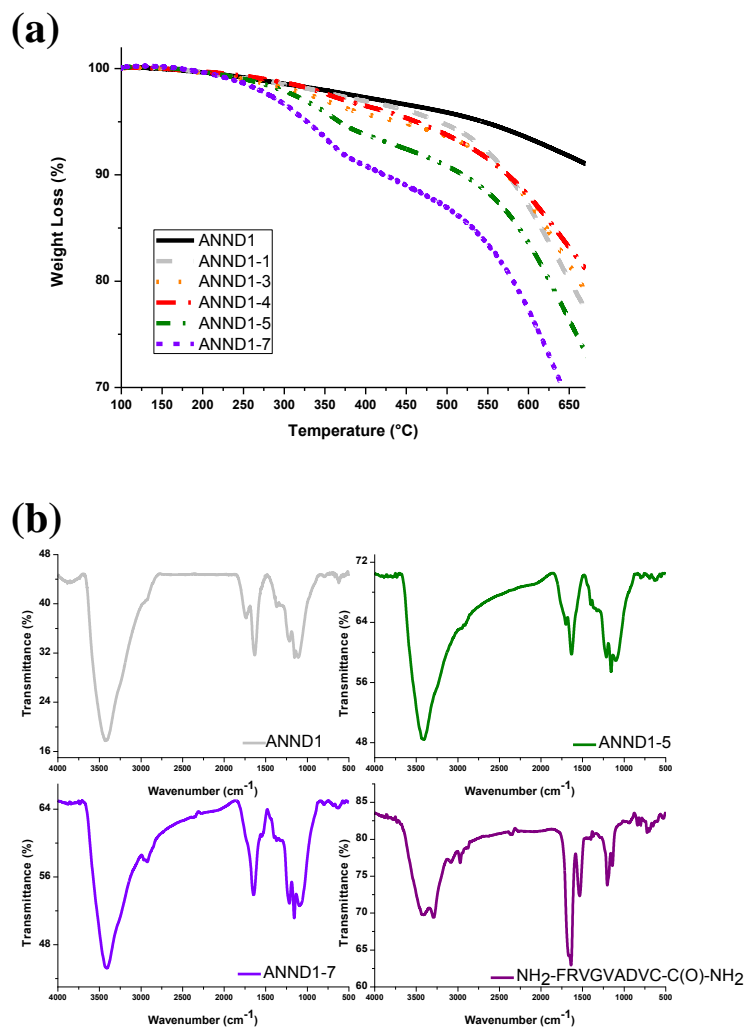 (a)
100
90
80
70
Weight Loss (%)
ANND1
ANND1-1
ANND1-3
ANND1-4
ANND1-5
ANND1-7
100 150 200 250 300 350 400 450 500 550 600 650
Temperature (°C)
(b)
48
40
32
24
16
Transmittance (%)
ANND1
4000 3500 3000 2500 2000 1500 1000 500
Wavenumber (cm⁻¹)
72
64
56
48
Transmittance (%)
ANND1-5
4000 3500 3000 2500 2000 1500 1000 500
Wavenumber (cm⁻¹)
64
56
48
Transmittance (%)
ANND1-7
4000 3500 3000 2500 2000 1500 1000 500
Wavenumber (cm⁻¹)
85
80
75
70
65
60
Transmittance (%)
NH₂-FRVGVADVC-C(O)-NH₂
4000 3500 3000 2500 2000 1500 1000 500
Wavenumber (cm⁻¹)